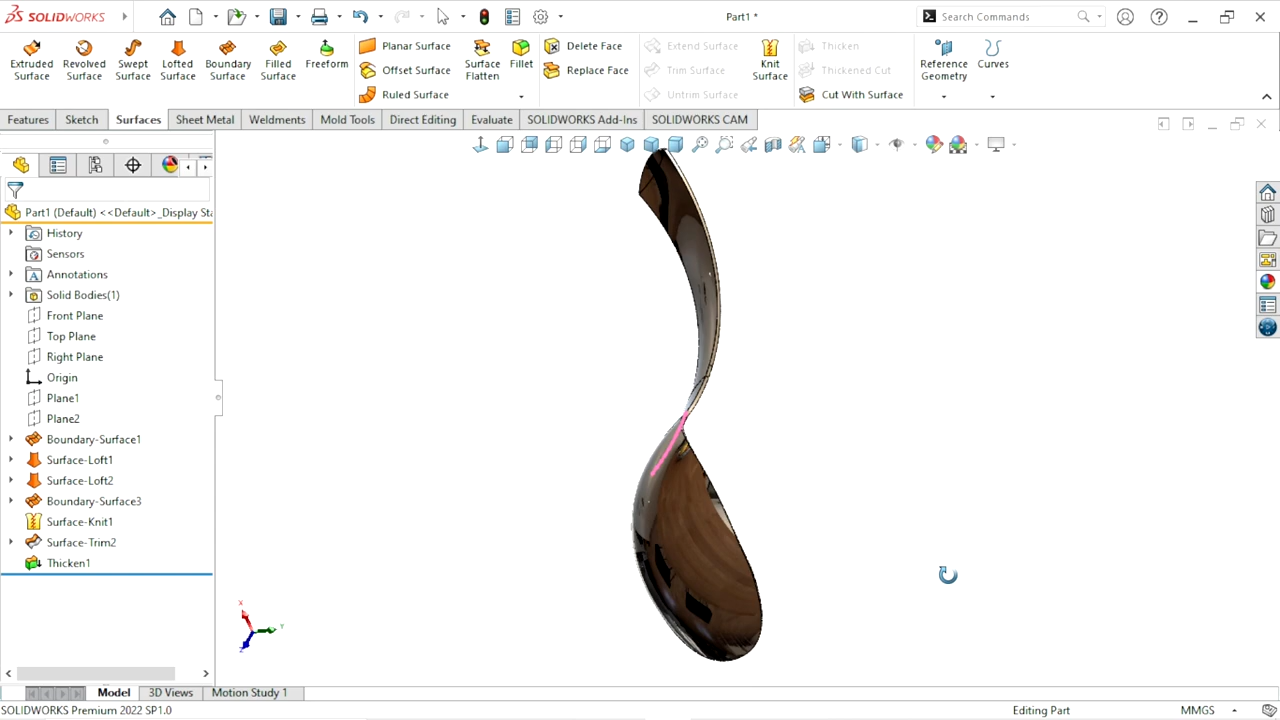 SOLIDWORKS
Part1 *
Search Commands
Extruded Surface
Revolved Surface
Swept Surface
Lofted Surface
Boundary Surface
Filled Surface
Freeform
Planar Surface
Offset Surface
Ruled Surface
Surface Flatten
Fillet
Delete Face
Replace Face
Extend Surface
Trim Surface
Untrim Surface
Knit Surface
Thicken
Thickened Cut
Cut With Surface
Reference Geometry
Curves
Features
Sketch
Surfaces
Sheet Metal
Weldments
Mold Tools
Direct Editing
Evaluate
SOLIDWORKS Add-Ins
SOLIDWORKS CAM
Part1 (Default) <<Default>_Display Sta
History
Sensors
Annotations
Solid Bodies(1)
Front Plane
Top Plane
Right Plane
Origin
Plane1
Plane2
Boundary-Surface1
Surface-Loft1
Surface-Loft2
Boundary-Surface3
Surface-Knit1
Surface-Trim2
Thicken1
X
Y
Z
Model
3D Views
Motion Study 1
SOLIDWORKS Premium 2022 SP1.0
Editing Part
MMGS